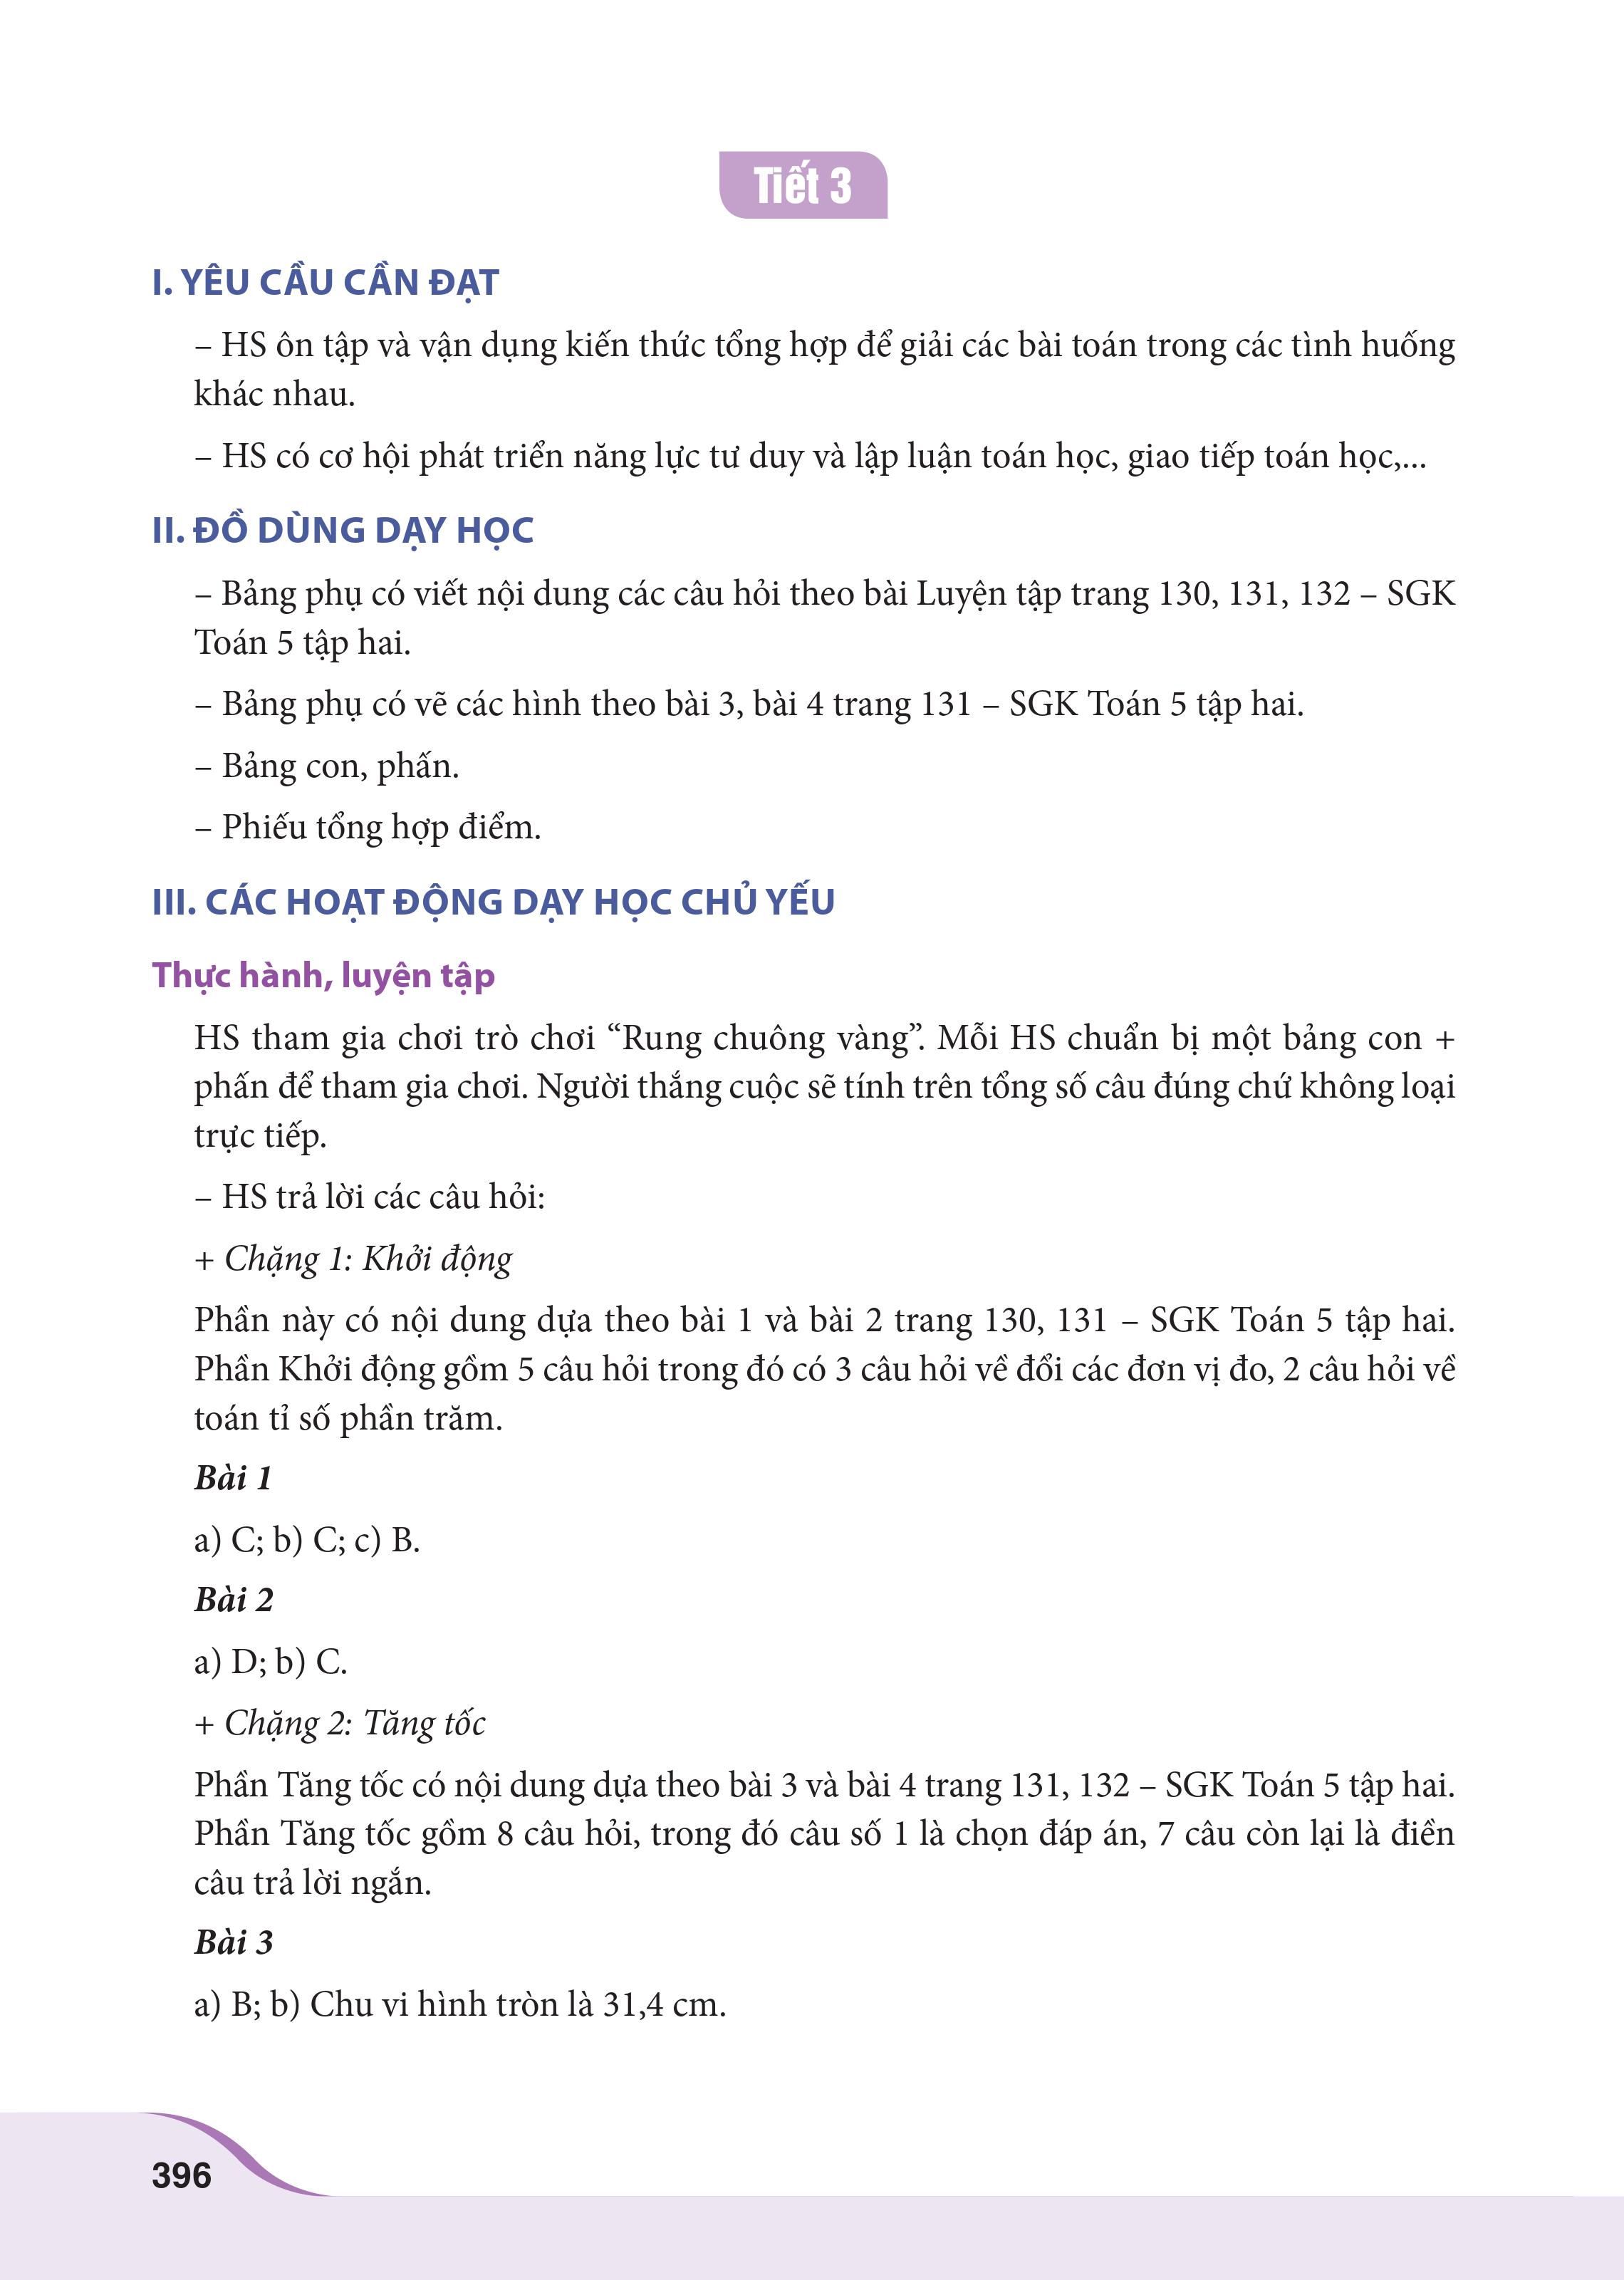 Tiết 3
I. YÊU CẦU CẦN ĐẠT
– HS ôn tập và vận dụng kiến thức tổng hợp để giải các bài toán trong các tình huống
khác nhau.
– HS có cơ hội phát triển năng lực tư duy và lập luận toán học, giao tiếp toán học,...
II. ĐỒ DÙNG DẠY HỌC
– Bảng phụ có viết nội dung các câu hỏi theo bài Luyện tập trang 130, 131, 132 – SGK
Toán 5 tập hai.
– Bảng phụ có vẽ các hình theo bài 3, bài 4 trang 131 – SGK Toán 5 tập hai.
– Bảng con, phấn.
– Phiếu tổng hợp điểm.
III. CÁC HOẠT ĐỘNG DẠY HỌC CHỦ YẾU
Thực hành, luyện tập
HS tham gia chơi trò chơi “Rung chuông vàng”. Mỗi HS chuẩn bị một bảng con +
phấn để tham gia chơi. Người thắng cuộc sẽ tính trên tổng số câu đúng chứ không loại
trực tiếp.
– HS trả lời các câu hỏi:
+ Chặng 1: Khởi động
Phần này có nội dung dựa theo bài 1 và bài 2 trang 130, 131 – SGK Toán 5 tập hai.
Phần Khởi động gồm 5 câu hỏi trong đó có 3 câu hỏi về đổi các đơn vị đo, 2 câu hỏi về
toán tỉ số phần trăm.
Bài 1
a) C; b) C; c) B.
Bài 2
a) D; b) C.
+ Chặng 2: Tăng tốc
Phần Tăng tốc có nội dung dựa theo bài 3 và bài 4 trang 131, 132 – SGK Toán 5 tập hai.
Phần Tăng tốc gồm 8 câu hỏi, trong đó câu số 1 là chọn đáp án, 7 câu còn lại là điền
câu trả lời ngắn.
Bài 3
a) B; b) Chu vi hình tròn là 31,4 cm.
396